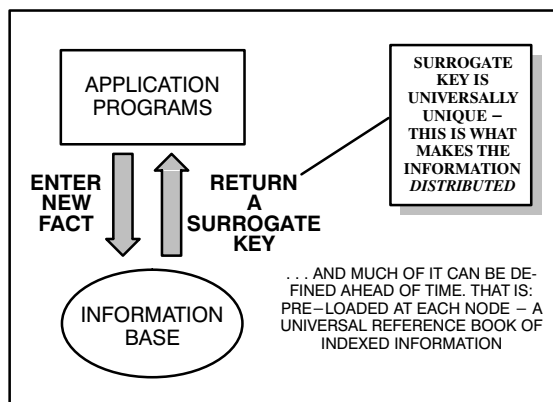 APPLICATION
PROGRAMS
ENTER
NEW
FACT
RETURN
A
SURROGATE
KEY
INFORMATION
BASE
SURROGATE
KEY IS
UNIVERSALLY
UNIQUE –
THIS IS WHAT
MAKES THE
INFORMATION
DISTRIBUTED
. . . AND MUCH OF IT CAN BE DE-
FINED AHEAD OF TIME. THAT IS:
PRE–LOADED AT EACH NODE – A
UNIVERSAL REFERENCE BOOK OF
INDEXED INFORMATION